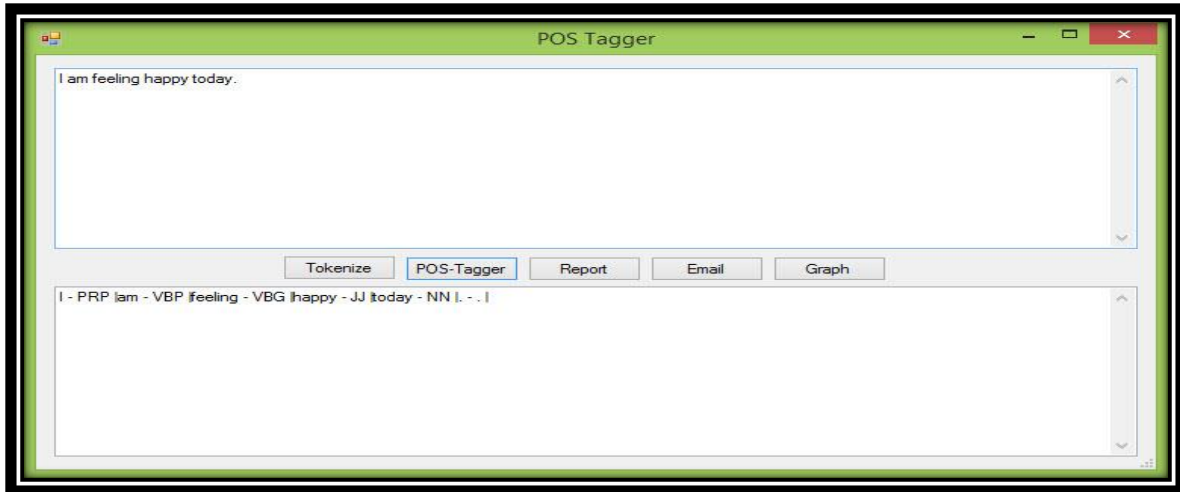 POS Tagger
I am feeling happy today.
Tokenize POS-Tagger Report Email Graph
I - PRP |am - VBP |feeling - VBG |happy - JJ |today - NN |. - . |